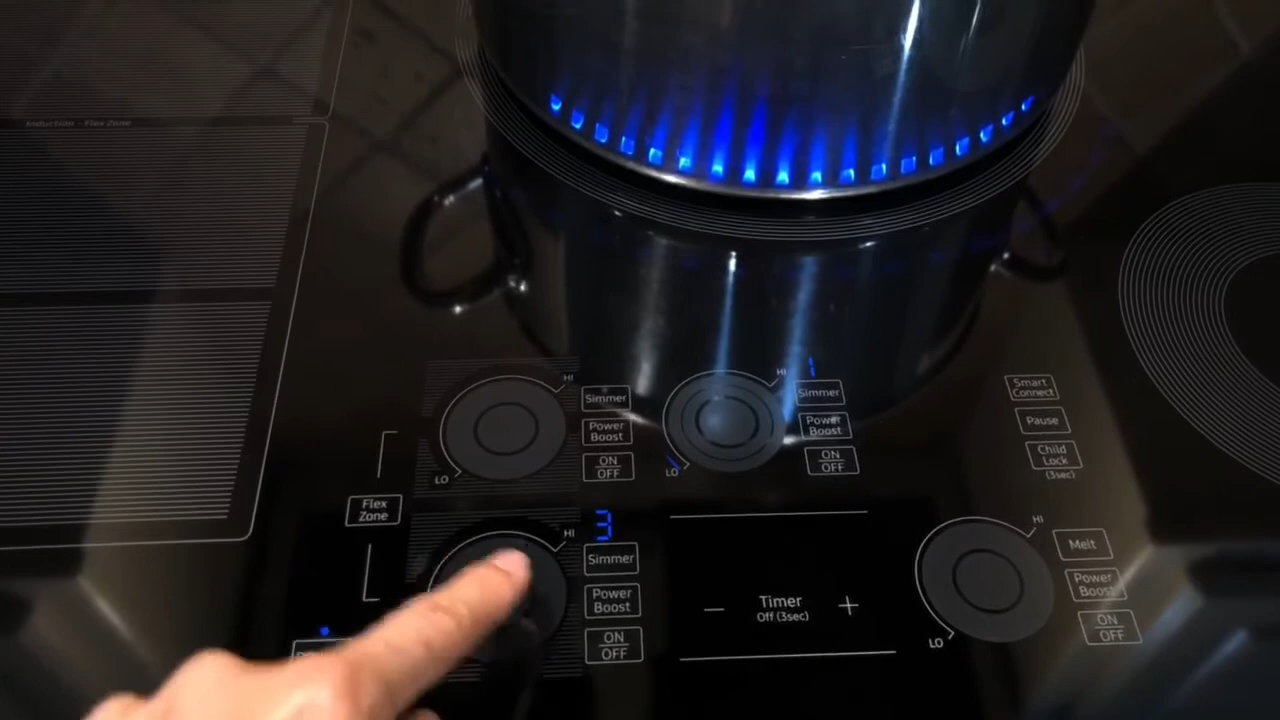 Induction - Flex Zone
HI
Simmer
Power
Boost
ON
OFF
LO
HI
1
Simmer
Power
Boost
ON
OFF
LO
Smart
Connect
Pause
Child
Lock
(3sec)
Flex
Zone
HI
3
Simmer
Power
Boost
ON
OFF
Timer
Off (3sec)
HI
Melt
Power
Boost
ON
OFF
LO